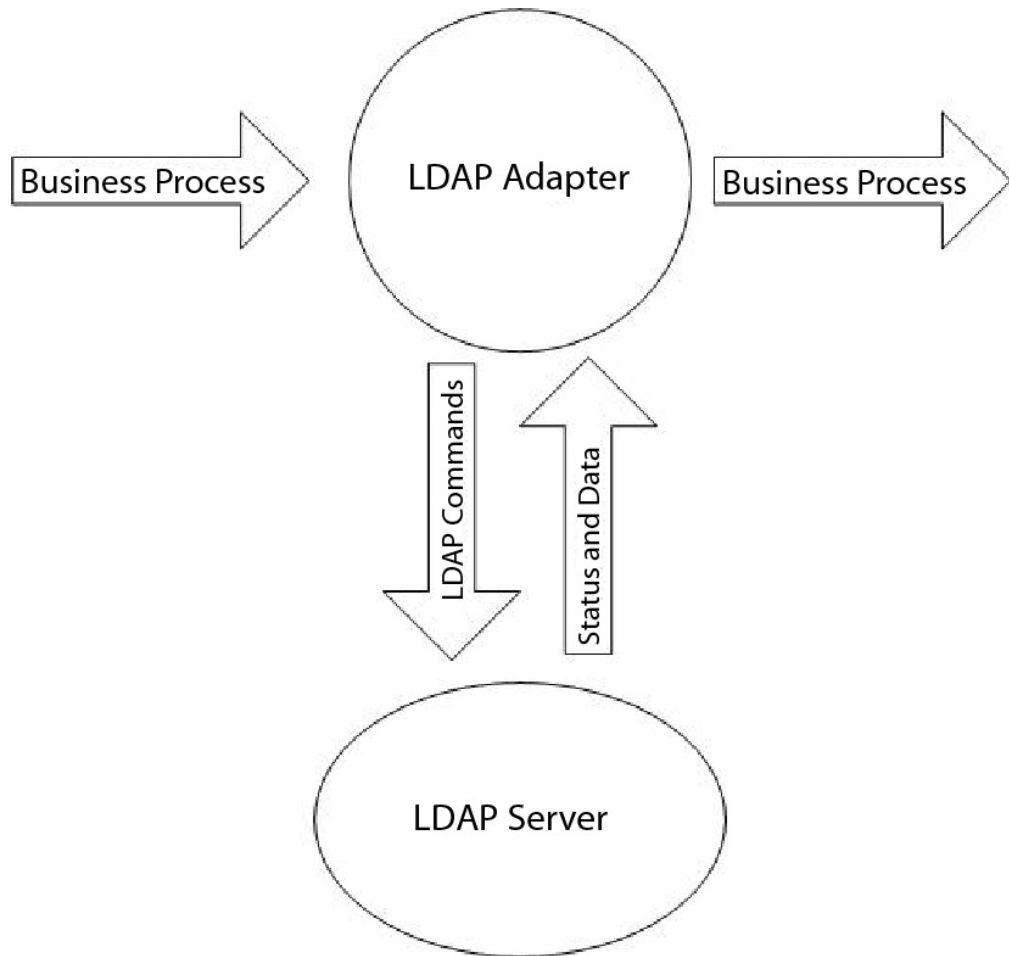 Business Process
LDAP Adapter
Business Process
LDAP Commands
Status and Data
LDAP Server